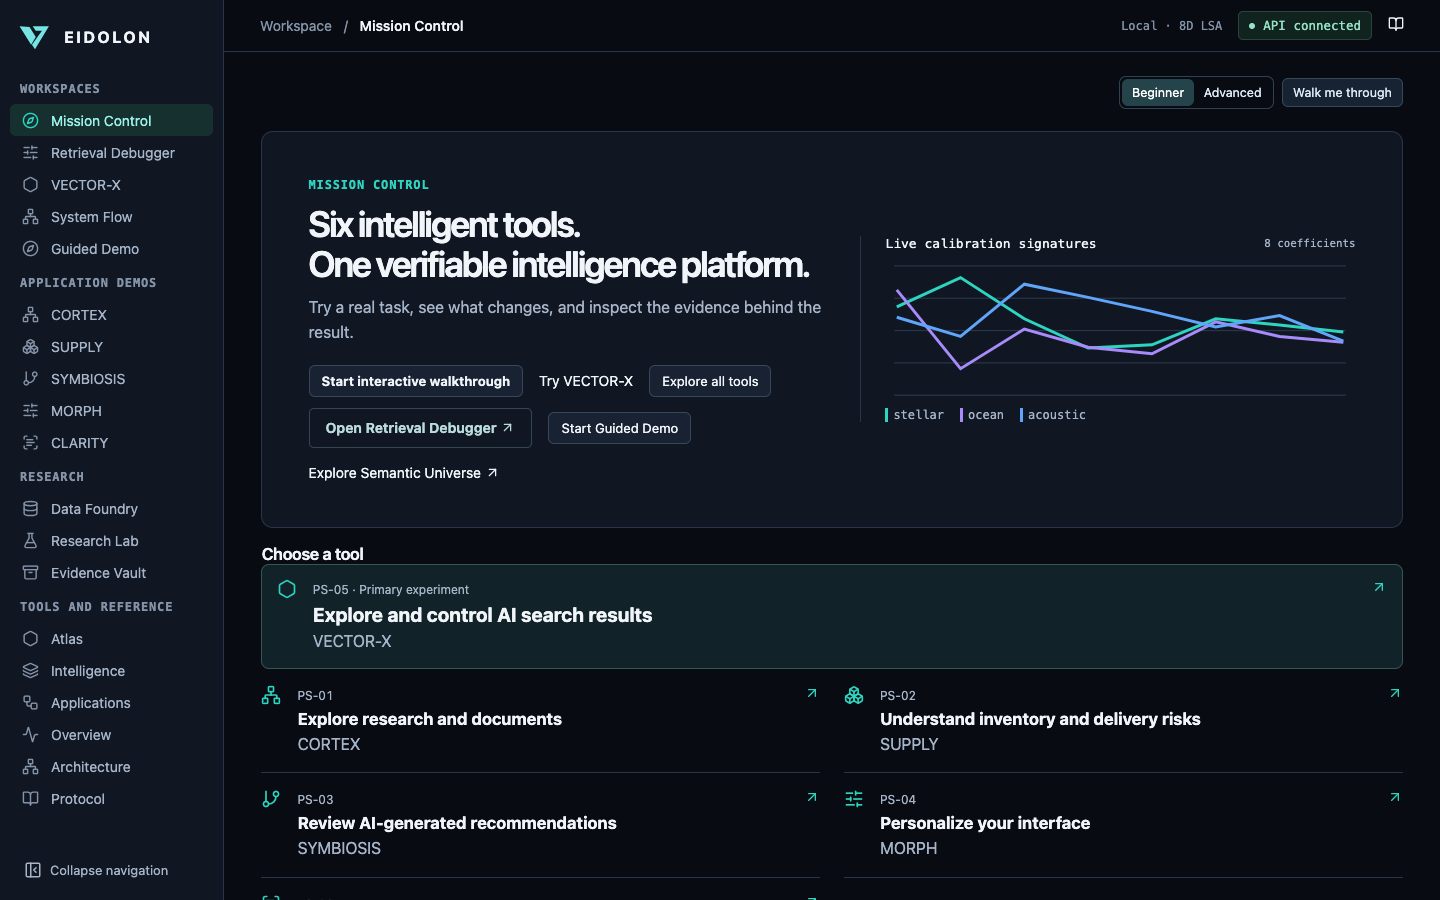 EIDOLON
WORKSPACES
Mission Control
Retrieval Debugger
VECTOR-X
System Flow
Guided Demo
APPLICATION DEMOS
CORTEX
SUPPLY
SYMBIOSIS
MORPH
CLARITY
RESEARCH
Data Foundry
Research Lab
Evidence Vault
TOOLS AND REFERENCE
Atlas
Intelligence
Applications
Overview
Architecture
Protocol
Collapse navigation
Workspace / Mission Control
Local · 8D LSA
API connected
Beginner
Advanced
Walk me through
MISSION CONTROL
Six intelligent tools.
One verifiable intelligence platform.
Try a real task, see what changes, and inspect the evidence behind the
result.
Start interactive walkthrough
Try VECTOR-X
Explore all tools
Open Retrieval Debugger
Start Guided Demo
Explore Semantic Universe
Live calibration signatures
8 coefficients
stellar
ocean
acoustic
Choose a tool
PS-05 · Primary experiment
Explore and control AI search results
VECTOR-X
PS-01
Explore research and documents
CORTEX
PS-02
Understand inventory and delivery risks
SUPPLY
PS-03
Review AI-generated recommendations
SYMBIOSIS
PS-04
Personalize your interface
MORPH